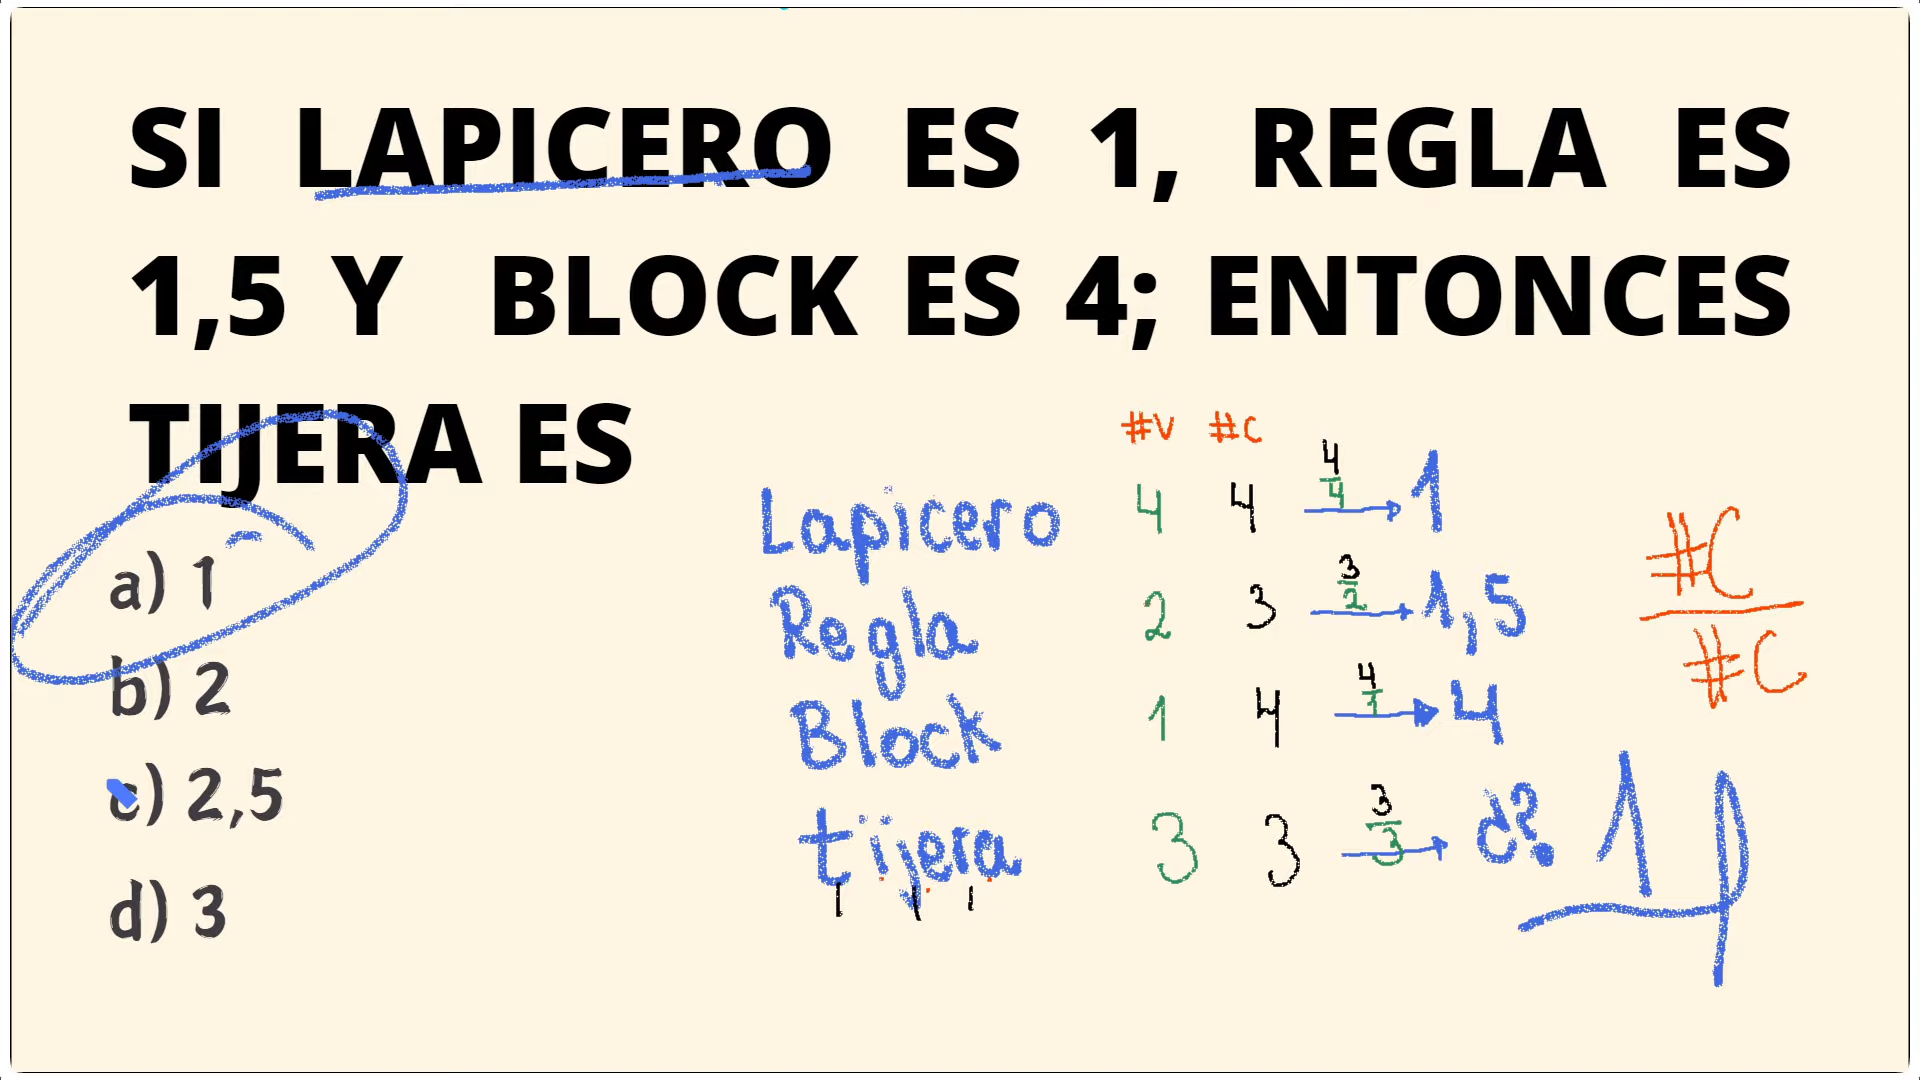 SI LAPICERO ES 1, REGLA ES
1,5 Y BLOCK ES 4; ENTONCES
TIJERA ES
a) 1
b) 2
c) 2,5
d) 3
#V #C
Lapicero 4 4 4/4 1
Regla 2 3 3/2 1,5
Block 1 4 4/1 4
tijera 3 3 3/3 ¿? 1
#C
#C